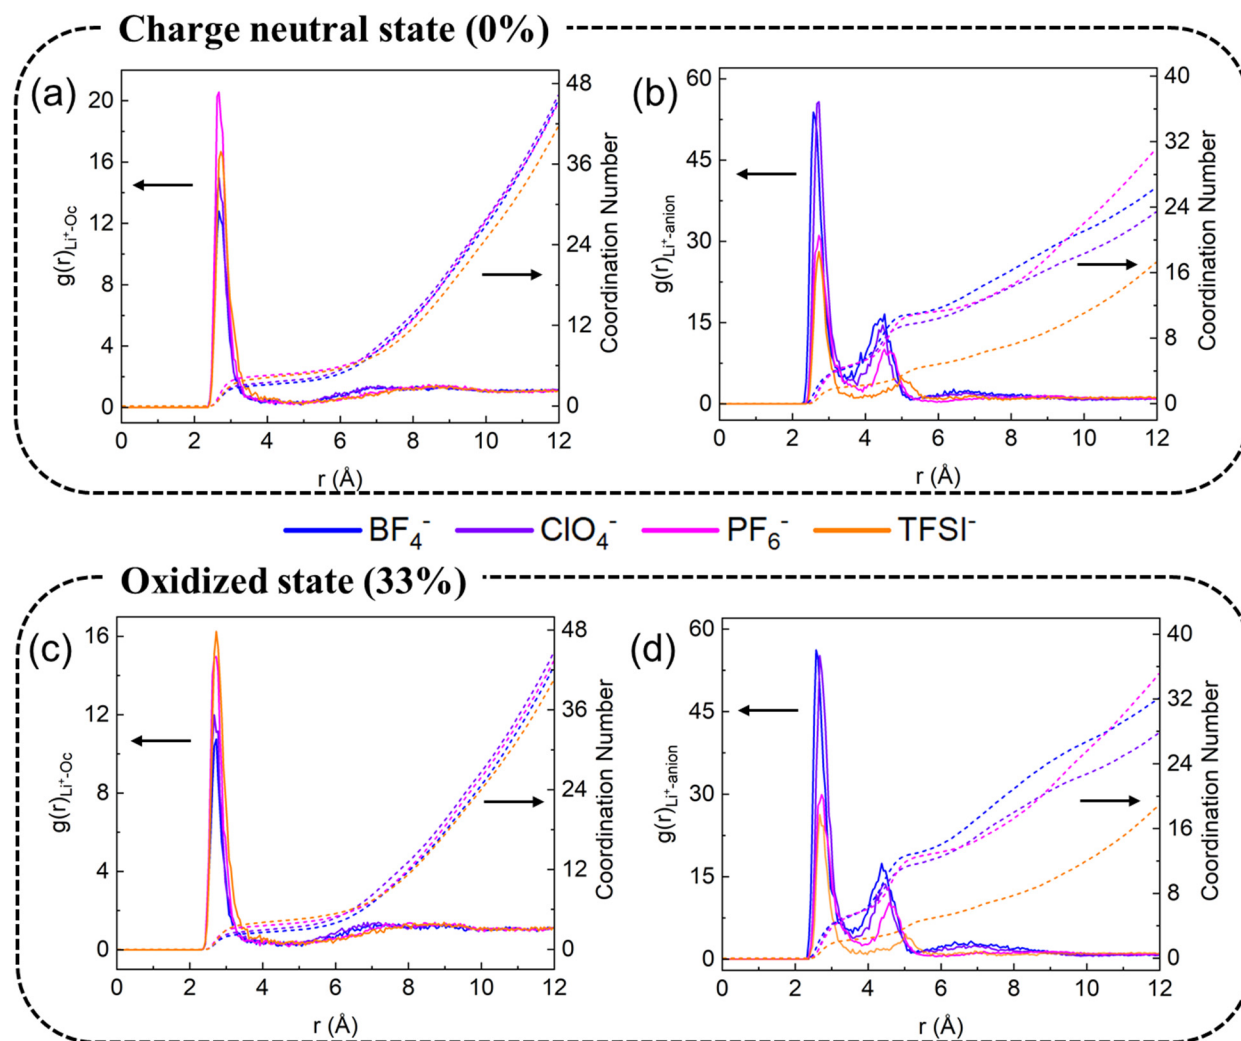 Charge neutral state (0%)
(a)
g(r)Li⁺-Oc
20
16
12
8
4
0
48
36
24
12
0
Coordination Number
0 2 4 6 8 10 12
r (Å)
(b)
g(r)Li⁺-anion
60
45
30
15
0
40
32
24
16
8
0
Coordination Number
0 2 4 6 8 10 12
r (Å)
BF₄⁻ ClO₄⁻ PF₆⁻ TFSI⁻
Oxidized state (33%)
(c)
g(r)Li⁺-Oc
16
12
8
4
0
48
36
24
12
0
Coordination Number
0 2 4 6 8 10 12
r (Å)
(d)
g(r)Li⁺-anion
60
45
30
15
0
40
32
24
16
8
0
Coordination Number
0 2 4 6 8 10 12
r (Å)